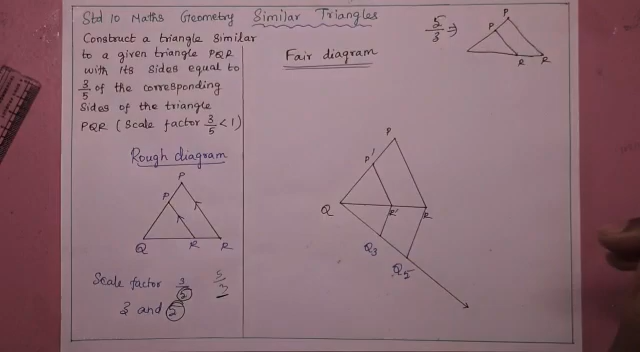 Std 10 Maths Geometry Similar Triangles
Construct a triangle similar
to a given triangle PQR
with its sides equal to
3/5 of the corresponding
sides of the triangle
PQR (Scale factor 3/5 < 1)
Rough diagram
P
P
Q R R
Scale factor 3/5 5/3
3 and 5
Fair diagram
5/3 ⇒
P
P
R R
P
P'
Q R' R
Q3
Q5